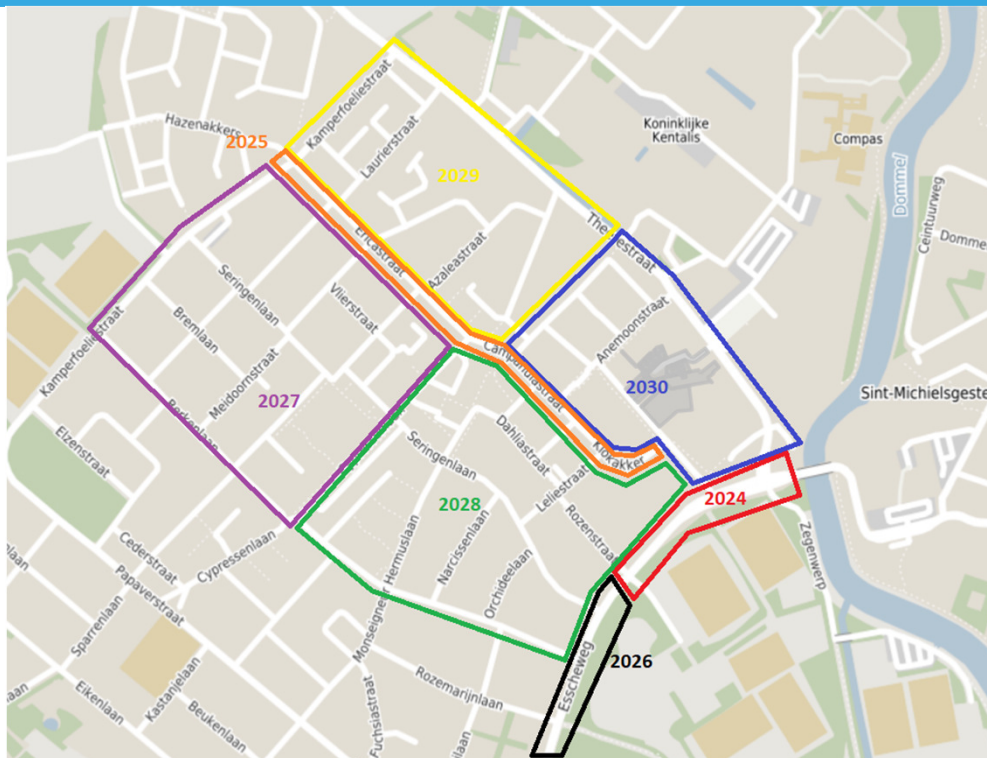 Kamperfoeliestraat
Hazenakkers
2025
Laurierstraat
Koninklijke
Kentalis
Compas
2029
Dommel
Ceintuurweg
Ericastraat
Azaleastraat
Domme
Seringenlaan
Vlierstraat
Bremlaan
Anemoonstraat
Kamperfoeliestraat
Meidoornstraat
Campanulastraat
2030
Sint-Michielsgeste
2027
Berkenlaan
Elzenstraat
Dahliastraat
Klokakker
Seringenlaan
Leliestraat
2028
2024
Rozenstraat
Zegenwerp
Cederstraat
Cypressenlaan
Monseigneur Hermuslaan
Narcissenlaan
Orchideelaan
Papaverstraat
Sparrenlaan
2026
Esscheweg
Rozemarijnlaan
Eikenlaan
Kastanjelaan
Beukenlaan
Fuchsiastraat